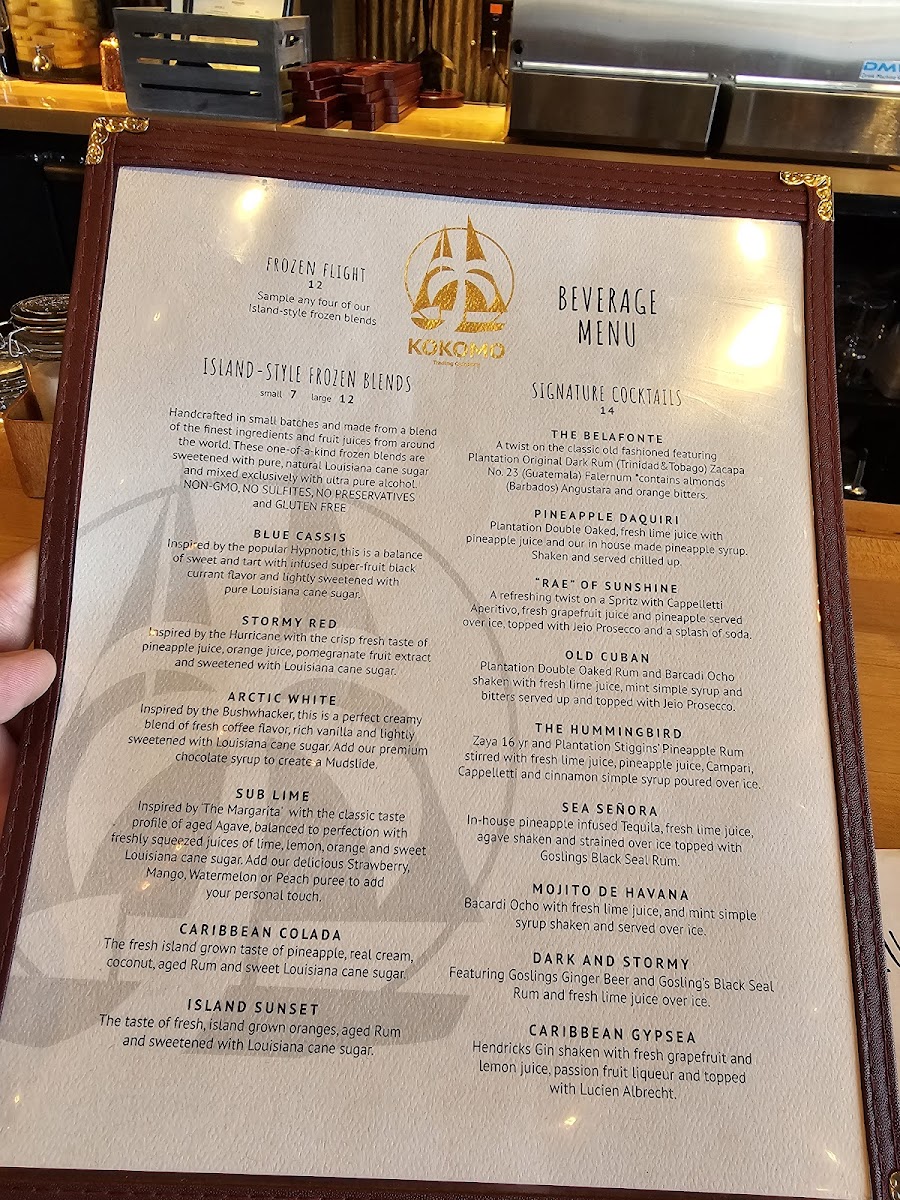 DMV
FROZEN FLIGHT
12
Sample any four of our
Island-style frozen blends
KOKOMO
Trading Company
BEVERAGE
MENU
ISLAND-STYLE FROZEN BLENDS
small 7 large 12
Handcrafted in small batches and made from a blend
of the finest ingredients and fruit juices from around
the world. These one-of-a-kind frozen blends are
sweetened with pure, natural Louisiana cane sugar
and mixed exclusively with ultra pure alcohol.
NON-GMO, NO SULFITES, NO PRESERVATIVES
and GLUTEN FREE
BLUE CASSIS
Inspired by the popular Hypnotic, this is a balance
of sweet and tart with infused super-fruit black
currant flavor and lightly sweetened with
pure Louisiana cane sugar.
STORMY RED
Inspired by the Hurricane with the crisp fresh taste of
pineapple juice, orange juice, pomegranate fruit extract
and sweetened with Louisiana cane sugar.
ARCTIC WHITE
Inspired by the Bushwhacker, this is a perfect creamy
blend of fresh coffee flavor, rich vanilla and lightly
sweetened with Louisiana cane sugar. Add our premium
chocolate syrup to create a Mudslide.
SUB LIME
Inspired by 'The Margarita' with the classic taste
profile of aged Agave, balanced to perfection with
freshly squeezed juices of lime, lemon, orange and sweet
Louisiana cane sugar. Add our delicious Strawberry,
Mango, Watermelon or Peach puree to add
your personal touch.
CARIBBEAN COLADA
The fresh island grown taste of pineapple, real cream,
coconut, aged Rum and sweet Louisiana cane sugar.
ISLAND SUNSET
The taste of fresh, island grown oranges, aged Rum
and sweetened with Louisiana cane sugar.
SIGNATURE COCKTAILS
14
THE BELAFONTE
A twist on the classic old fashioned featuring
Plantation Original Dark Rum (Trinidad & Tobago) Zacapa
No. 23 (Guatemala) Falernum *contains almonds
(Barbados) Angustara and orange bitters.
PINEAPPLE DAQUIRI
Plantation Double Oaked, fresh lime juice with
pineapple juice and our in house made pineapple syrup.
Shaken and served chilled up.
"RAE" OF SUNSHINE
A refreshing twist on a Spritz with Cappelletti
Aperitivo, fresh grapefruit juice and pineapple served
over ice, topped with Jeio Prosecco and a splash of soda.
OLD CUBAN
Plantation Double Oaked Rum and Barcadi Ocho
shaken with fresh lime juice, mint simple syrup and
bitters served up and topped with Jeio Prosecco.
THE HUMMINGBIRD
Zaya 16 yr and Plantation Stiggins' Pineapple Rum
stirred with fresh lime juice, pineapple juice, Campari,
Cappelletti and cinnamon simple syrup poured over ice.
SEA SEÑORA
In-house pineapple infused Tequila, fresh lime juice,
agave shaken and strained over ice topped with
Goslings Black Seal Rum.
MOJITO DE HAVANA
Bacardi Ocho with fresh lime juice, and mint simple
syrup shaken and served over ice.
DARK AND STORMY
Featuring Goslings Ginger Beer and Gosling's Black Seal
Rum and fresh lime juice over ice.
CARIBBEAN GYPSEA
Hendricks Gin shaken with fresh grapefruit and
lemon juice, passion fruit liqueur and topped
with Lucien Albrecht.